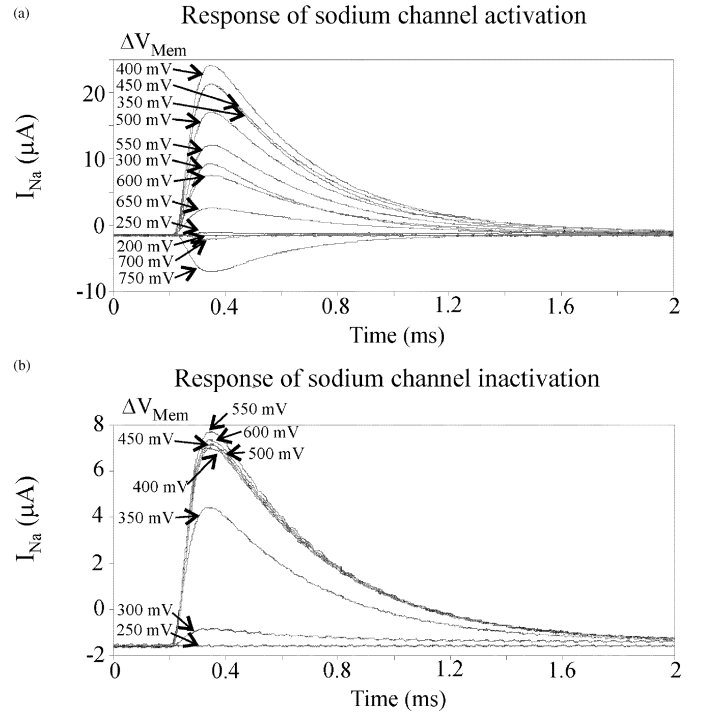 (a)
Response of sodium channel activation
ΔV_Mem
400 mV
450 mV
350 mV
500 mV
550 mV
300 mV
600 mV
650 mV
250 mV
200 mV
700 mV
750 mV
20
10
0
-10
I_Na (μA)
0
0.4
0.8
1.2
1.6
2
Time (ms)
(b)
Response of sodium channel inactivation
ΔV_Mem
550 mV
450 mV
600 mV
500 mV
400 mV
350 mV
300 mV
250 mV
8
6
4
2
0
-2
I_Na (μA)
0
0.4
0.8
1.2
1.6
2
Time (ms)